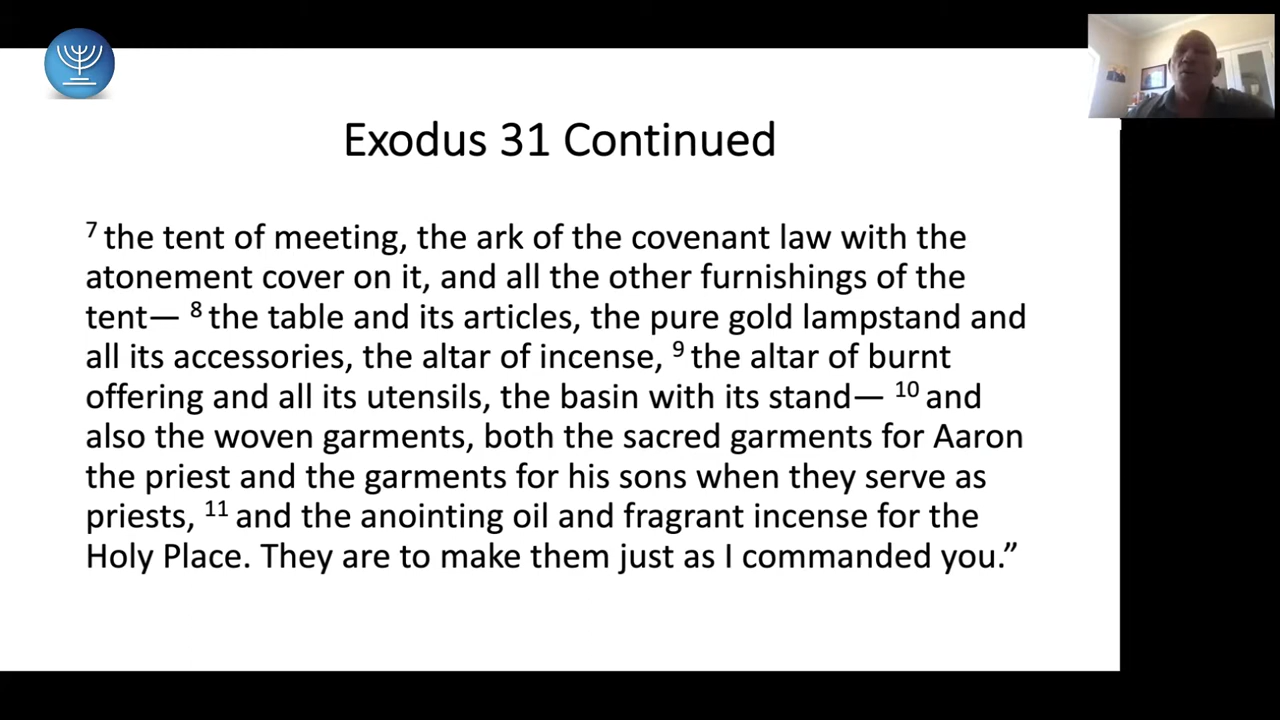 Exodus 31 Continued
7 the tent of meeting, the ark of the covenant law with the
atonement cover on it, and all the other furnishings of the
tent— 8 the table and its articles, the pure gold lampstand and
all its accessories, the altar of incense, 9 the altar of burnt
offering and all its utensils, the basin with its stand— 10 and
also the woven garments, both the sacred garments for Aaron
the priest and the garments for his sons when they serve as
priests, 11 and the anointing oil and fragrant incense for the
Holy Place. They are to make them just as I commanded you.”